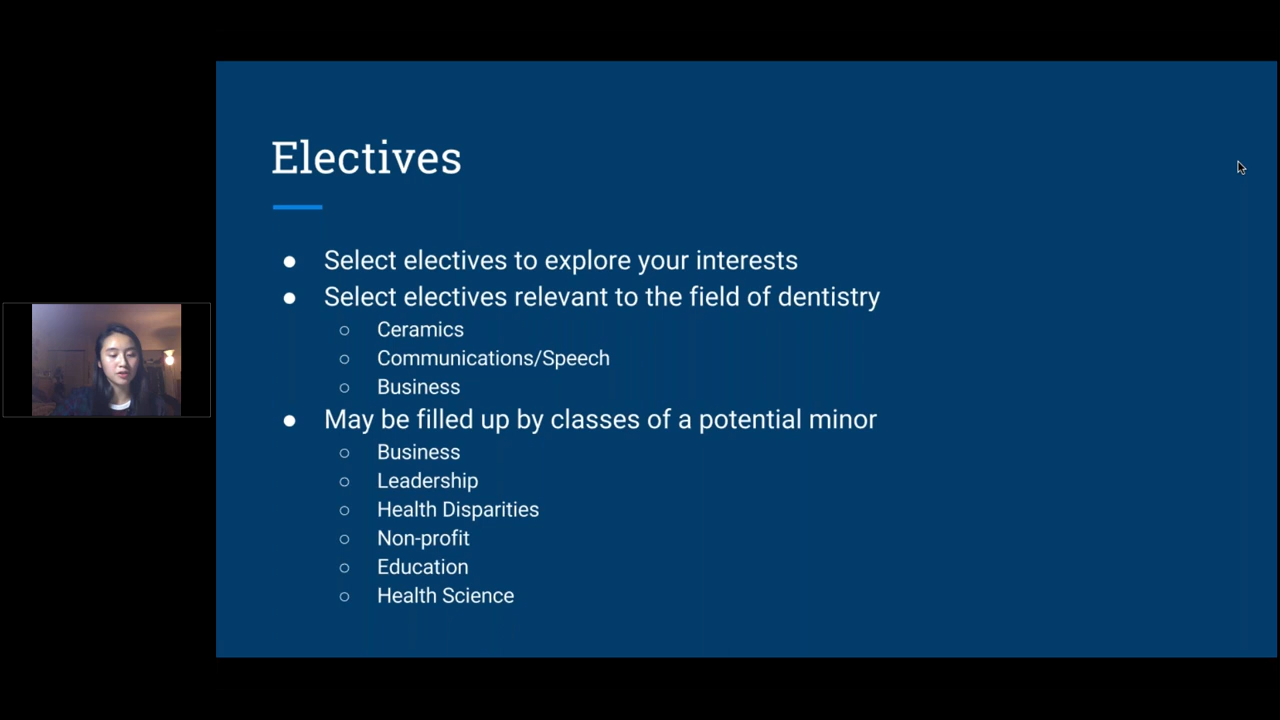 Electives
● Select electives to explore your interests
● Select electives relevant to the field of dentistry
○ Ceramics
○ Communications/Speech
○ Business
● May be filled up by classes of a potential minor
○ Business
○ Leadership
○ Health Disparities
○ Non-profit
○ Education
○ Health Science